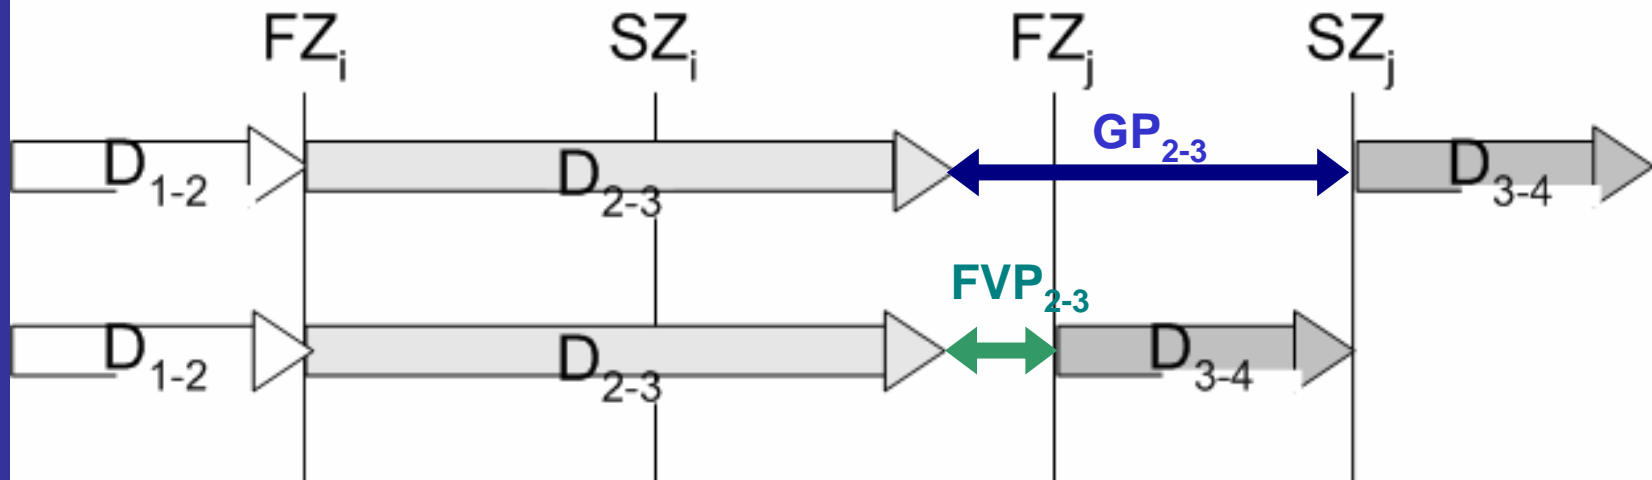 FZi SZi FZj SZj
GP2-3
D1-2 D2-3 D3-4
FVP2-3
D1-2 D2-3 D3-4